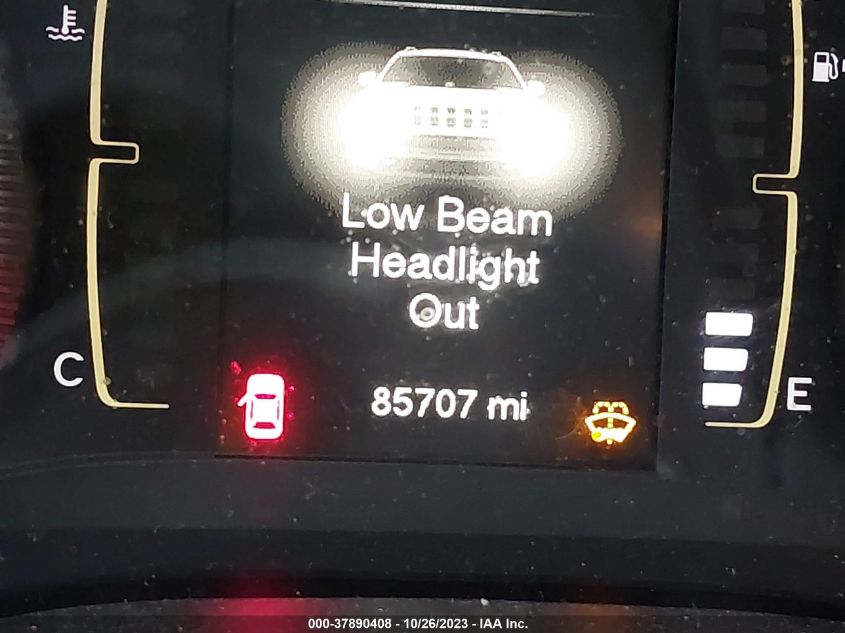 Low Beam
Headlight
Out
C
85707 mi
E
000-37890408 - 10/26/2023 - IAA Inc.